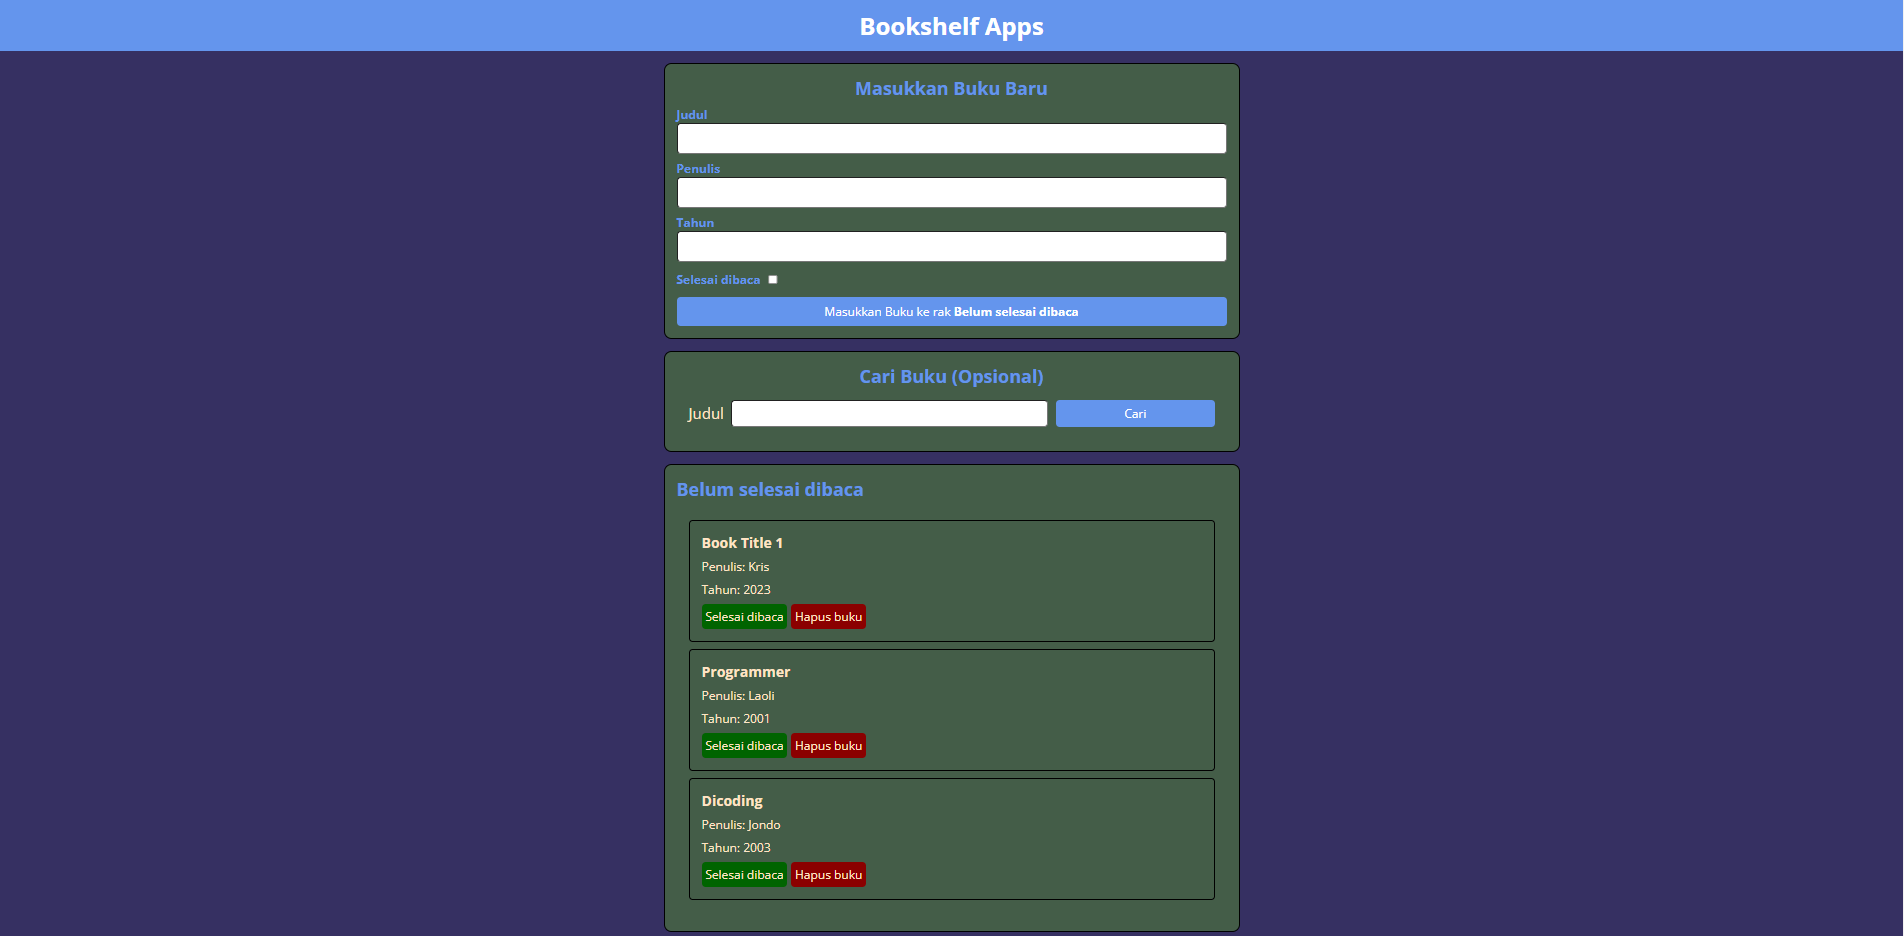 Bookshelf Apps
Masukkan Buku Baru
Judul
Penulis
Tahun
Selesai dibaca
Masukkan Buku ke rak Belum selesai dibaca
Cari Buku (Opsional)
Judul Cari
Belum selesai dibaca
Book Title 1
Penulis: Kris
Tahun: 2023
Selesai dibaca Hapus buku
Programmer
Penulis: Laoli
Tahun: 2001
Selesai dibaca Hapus buku
Dicoding
Penulis: Jondo
Tahun: 2003
Selesai dibaca Hapus buku